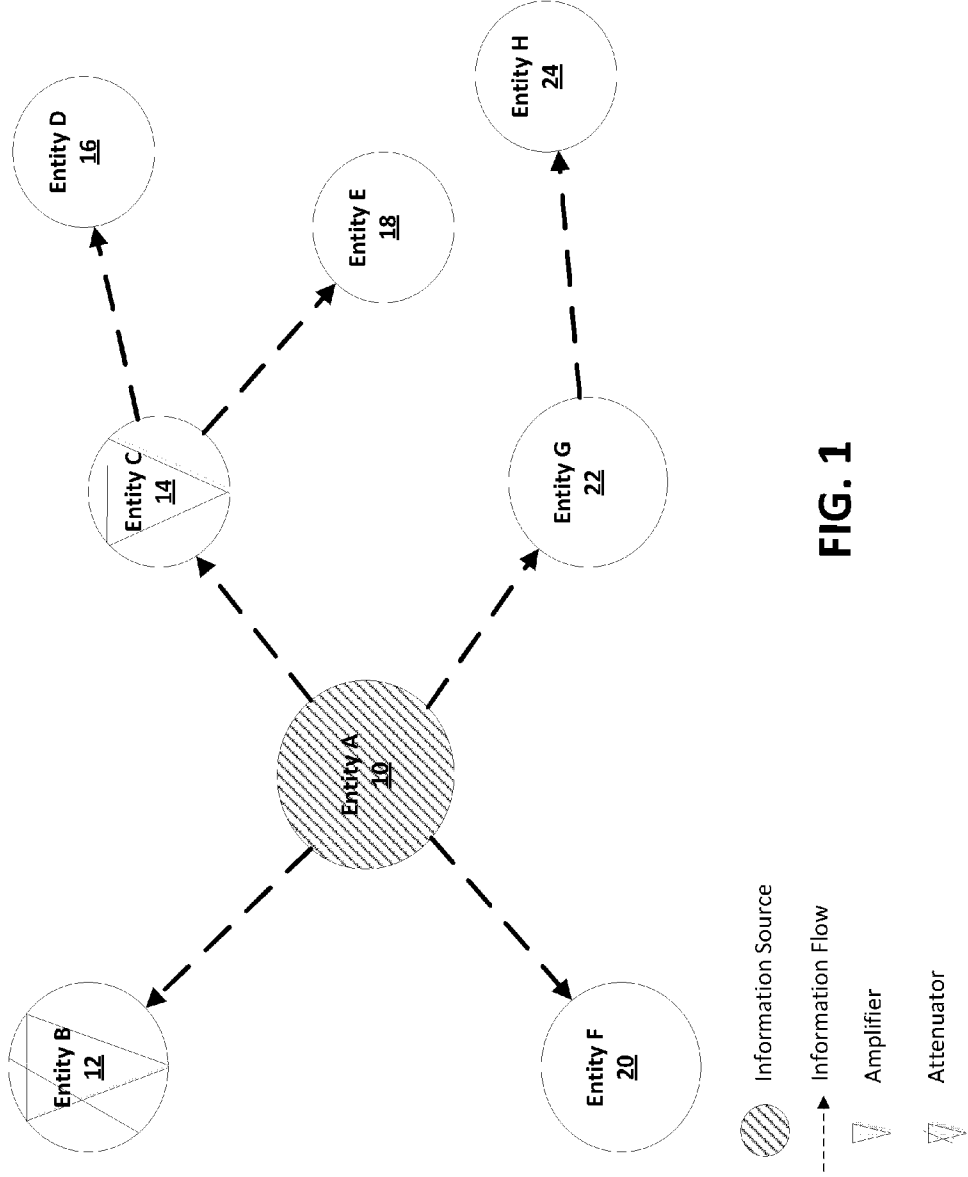 Entity B
12
Entity C
14
Entity D
16
Entity A
10
Entity E
18
Entity F
20
Entity G
22
Entity H
24
Information Source
Information Flow
Amplifier
Attenuator
FIG. 1